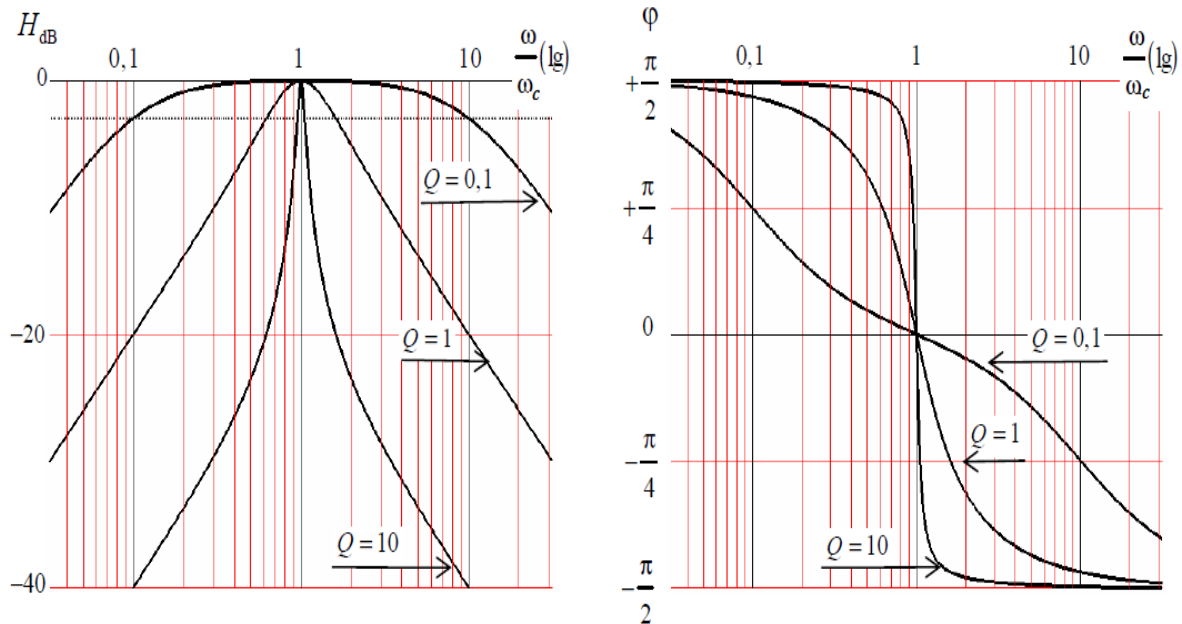 H_dB
0,1 1 10 ω/ω_c (lg)
0
Q = 0,1
−20
Q = 1
Q = 10
−40
φ
0,1 1 10 ω/ω_c (lg)
+π/2
+π/4
0
Q = 0,1
Q = 1
−π/4
Q = 10
−π/2